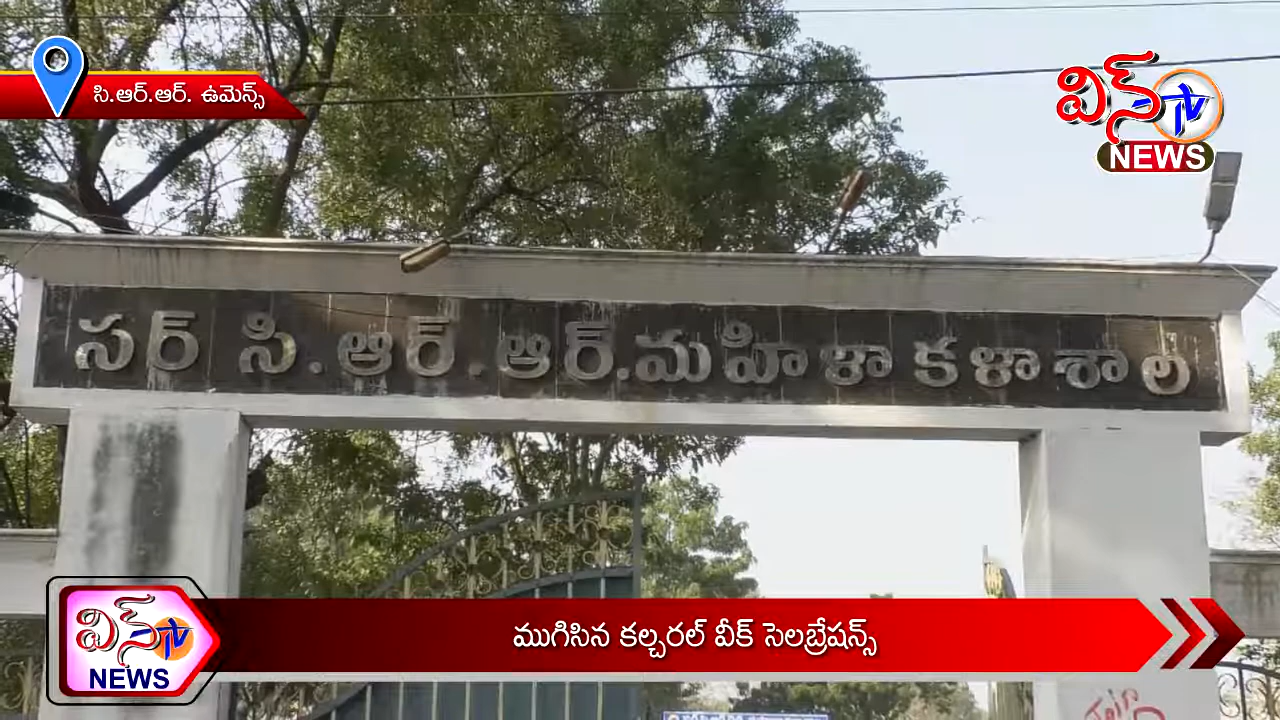 సి.ఆర్.ఆర్. ఉమెన్స్
విన్ tv
NEWS
సర్ సి.ఆర్.ఆర్.మహిళా కళాశాల
విన్ tv
NEWS
ముగిసిన కల్చరల్ వీక్ సెలబ్రేషన్స్